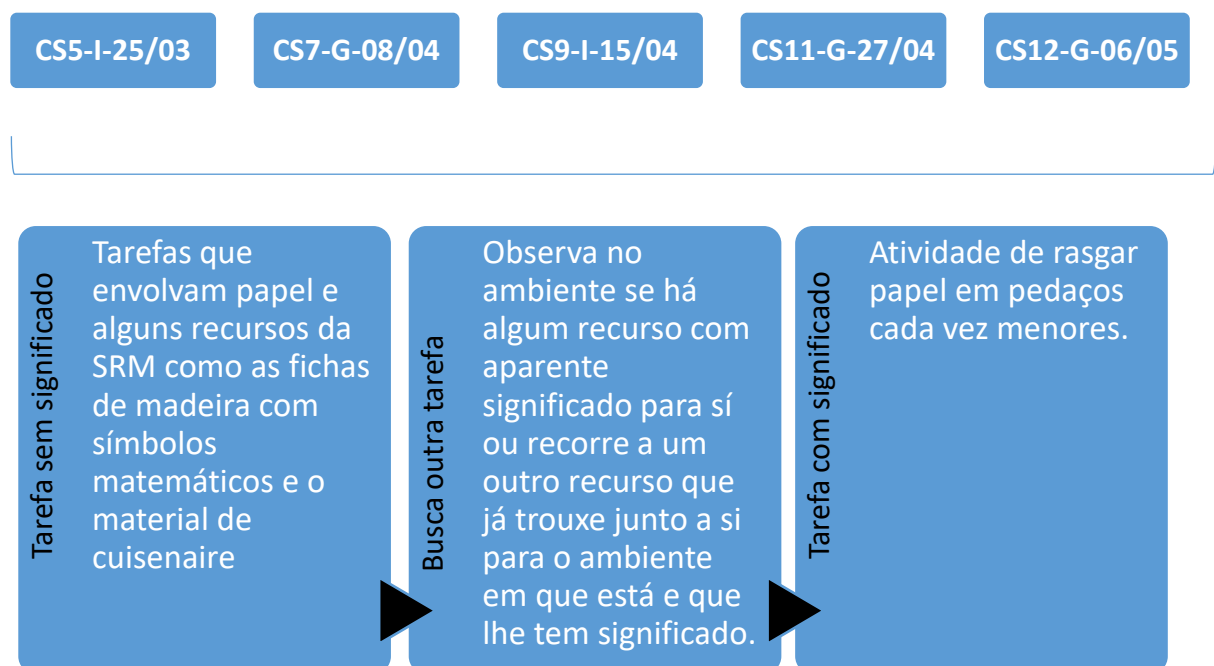 CS5-I-25/03
CS7-G-08/04
CS9-I-15/04
CS11-G-27/04
CS12-G-06/05
Tarefa sem significado
Tarefas que
envolvam papel e
alguns recursos da
SRM como as fichas
de madeira com
símbolos
matemáticos e o
material de
cuisenaire
Busca outra tarefa
Observa no
ambiente se há
algum recurso com
aparente
significado para sí
ou recorre a um
outro recurso que
já trouxe junto a si
para o ambiente
em que está e que
lhe tem significado.
Tarefa com significado
Atividade de rasgar
papel em pedaços
cada vez menores.